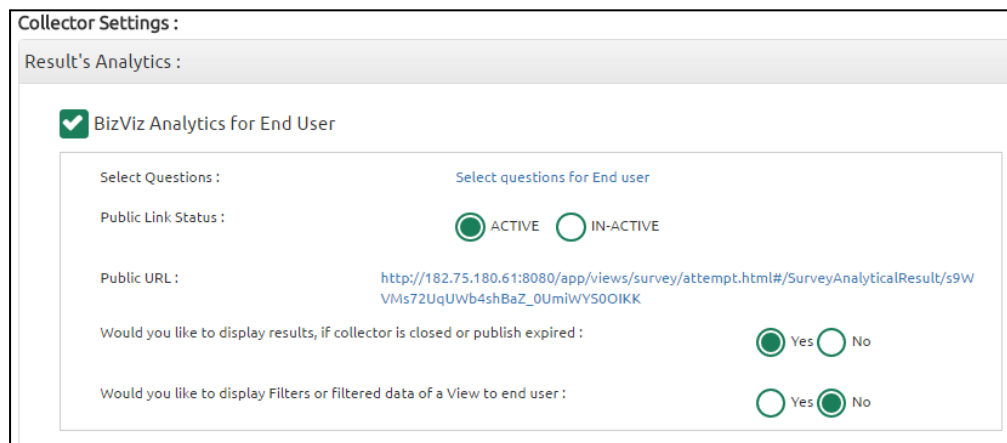 Collector Settings :
Result's Analytics :
BizViz Analytics for End User
Select Questions : Select questions for End user
Public Link Status : ACTIVE IN-ACTIVE
Public URL : http://182.75.180.61:8080/app/views/survey/attempt.html#/SurveyAnalyticalResult/s9W
VMs72UqUWb4shBaZ_0UmiWYS0OIKK
Would you like to display results, if collector is closed or publish expired : Yes No
Would you like to display Filters or filtered data of a View to end user : Yes No